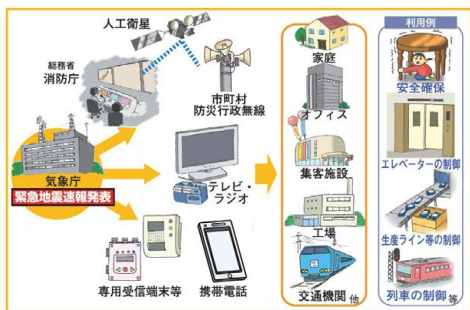 人工衛星
総務省
消防庁
市町村
防災行政無線
気象庁
緊急地震速報発表
テレビ・
ラジオ
専用受信端末等
携帯電話
家庭
オフィス
集客施設
工場
交通機関 他
利用例
安全確保
エレベーターの制御
生産ライン等の制御
列車の制御 等